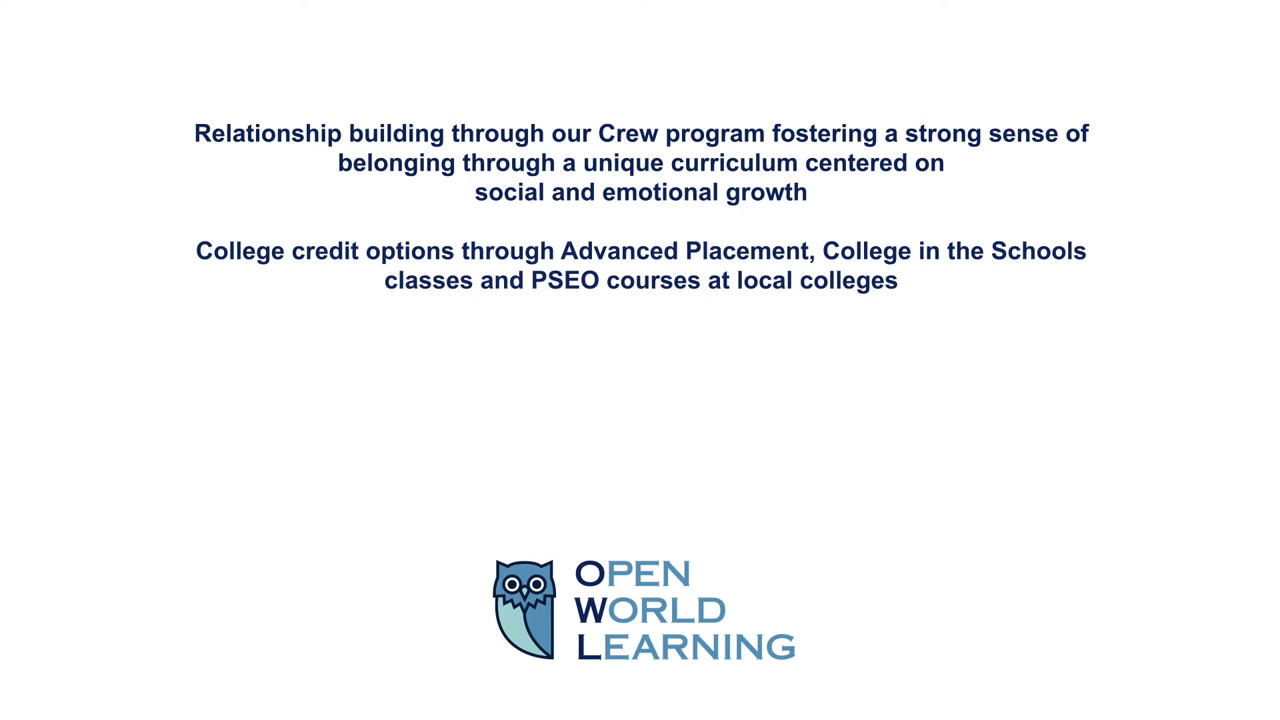 Relationship building through our Crew program fostering a strong sense of
belonging through a unique curriculum centered on
social and emotional growth
College credit options through Advanced Placement, College in the Schools
classes and PSEO courses at local colleges
OPEN
WORLD
LEARNING